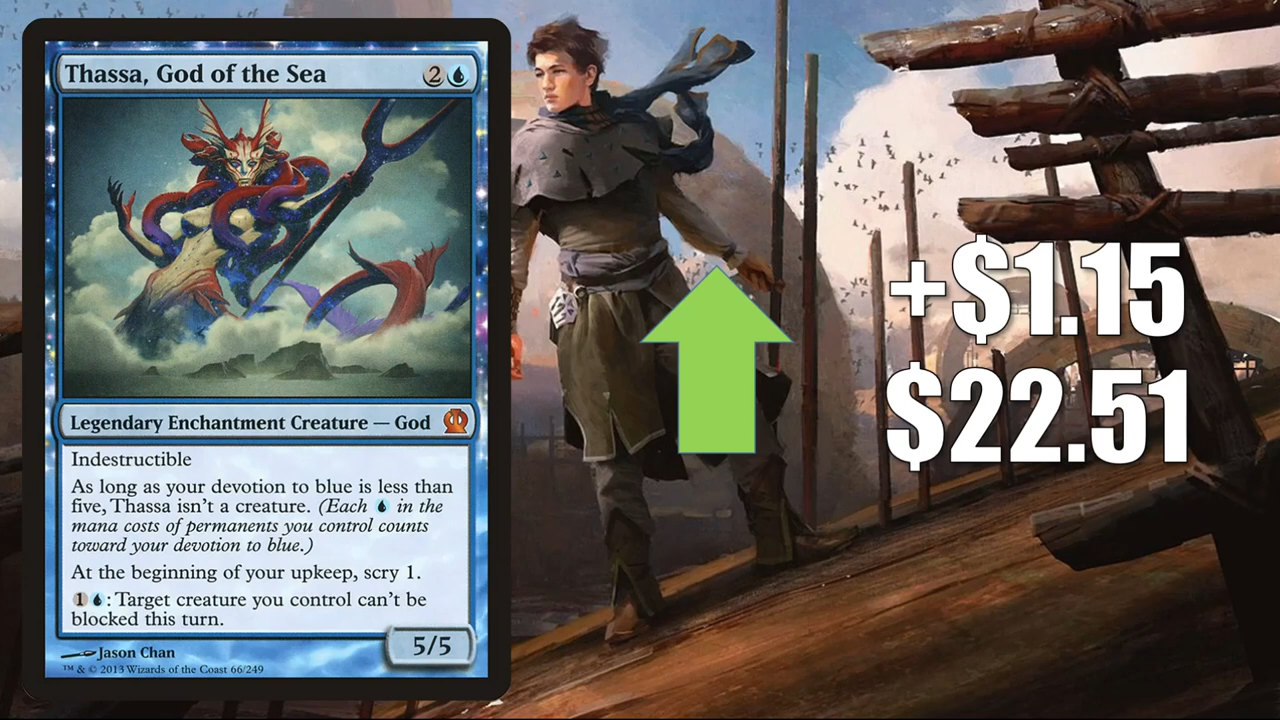 Thassa, God of the Sea 2
Legendary Enchantment Creature — God
Indestructible
As long as your devotion to blue is less than
five, Thassa isn't a creature. (Each in the
mana costs of permanents you control counts
toward your devotion to blue.)
At the beginning of your upkeep, scry 1.
1 : Target creature you control can't be
blocked this turn.
5/5
Jason Chan
™ & © 2013 Wizards of the Coast 66/249
+$1.15
$22.51